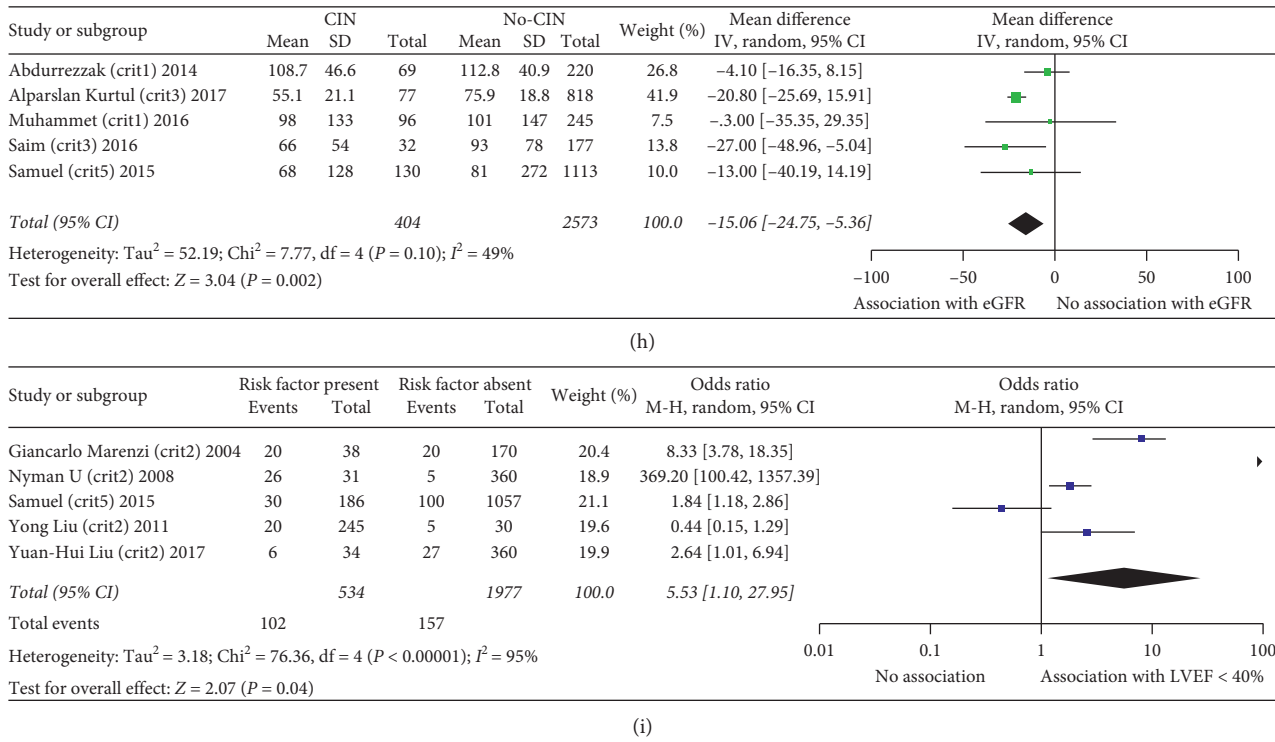 Study or subgroup CIN No-CIN Weight (%) Mean difference Mean difference
Mean SD Total Mean SD Total IV, random, 95% CI IV, random, 95% CI
Abdurrezzak (crit1) 2014 108.7 46.6 69 112.8 40.9 220 26.8 –4.10 [–16.35, 8.15]
Alparslan Kurtul (crit3) 2017 55.1 21.1 77 75.9 18.8 818 41.9 –20.80 [–25.69, 15.91]
Muhammet (crit1) 2016 98 133 96 101 147 245 7.5 –.3.00 [–35.35, 29.35]
Saim (crit3) 2016 66 54 32 93 78 177 13.8 –27.00 [–48.96, –5.04]
Samuel (crit5) 2015 68 128 130 81 272 1113 10.0 –13.00 [–40.19, 14.19]
Total (95% CI) 404 2573 100.0 –15.06 [–24.75, –5.36]
Heterogeneity: Tau² = 52.19; Chi² = 7.77, df = 4 (P = 0.10); I² = 49%
Test for overall effect: Z = 3.04 (P = 0.002)
–100 –50 0 50 100
Association with eGFR No association with eGFR
(h)
Study or subgroup Risk factor present Risk factor absent Weight (%) Odds ratio Odds ratio
Events Total Events Total M-H, random, 95% CI M-H, random, 95% CI
Giancarlo Marenzi (crit2) 2004 20 38 20 170 20.4 8.33 [3.78, 18.35]
Nyman U (crit2) 2008 26 31 5 360 18.9 369.20 [100.42, 1357.39]
Samuel (crit5) 2015 30 186 100 1057 21.1 1.84 [1.18, 2.86]
Yong Liu (crit2) 2011 20 245 5 30 19.6 0.44 [0.15, 1.29]
Yuan-Hui Liu (crit2) 2017 6 34 27 360 19.9 2.64 [1.01, 6.94]
Total (95% CI) 534 1977 100.0 5.53 [1.10, 27.95]
Total events 102 157
Heterogeneity: Tau² = 3.18; Chi² = 76.36, df = 4 (P < 0.00001); I² = 95%
Test for overall effect: Z = 2.07 (P = 0.04)
0.01 0.1 1 10 100
No association Association with LVEF < 40%
(i)